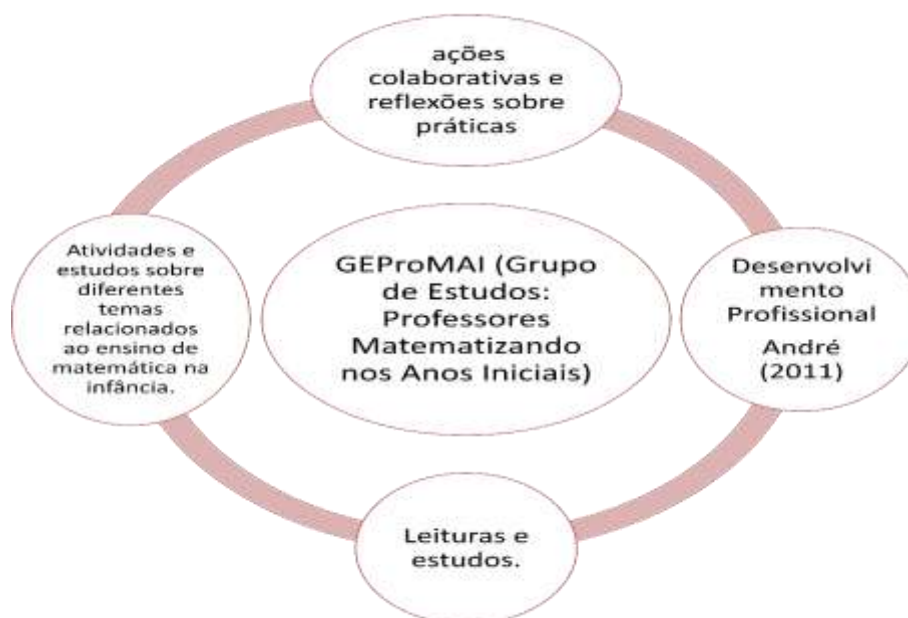 ações
colaborativas e
reflexões sobre
práticas
Atividades e
estudos sobre
diferentes
temas
relacionados
ao ensino de
matemática na
infância.
GEProMAI (Grupo
de Estudos:
Professores
Matematizando
nos Anos Iniciais)
Desenvolvi
mento
Profissional
André
(2011)
Leituras e
estudos.